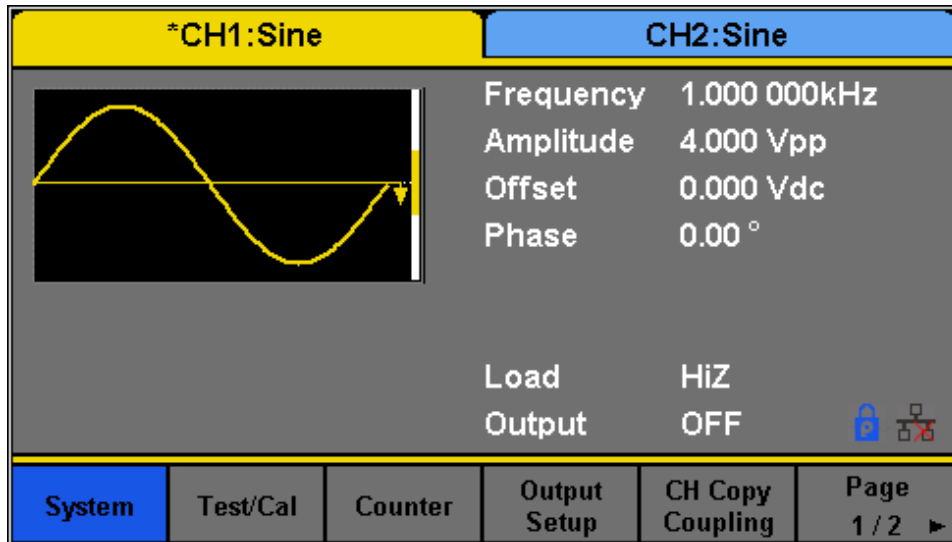 *CH1:Sine CH2:Sine
Frequency 1.000 000kHz
Amplitude 4.000 Vpp
Offset 0.000 Vdc
Phase 0.00 °
Load HiZ
Output OFF
P
System Test/Cal Counter Output Setup CH Copy Coupling Page 1 / 2 ►